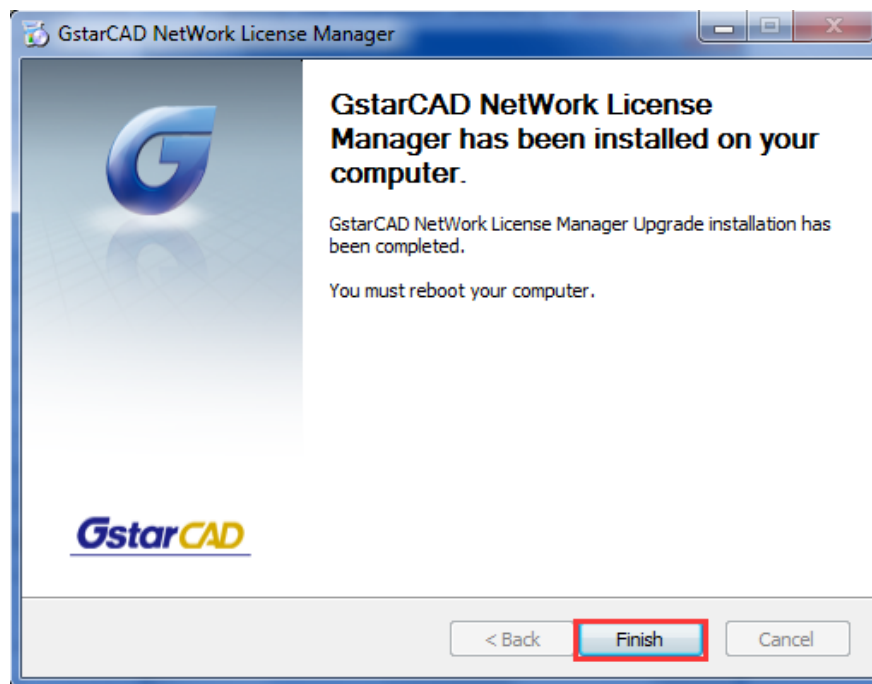 GstarCAD NetWork License Manager
GstarCAD NetWork License
Manager has been installed on your
computer.
GstarCAD NetWork License Manager Upgrade installation has
been completed.
You must reboot your computer.
GstarCAD
< Back Finish Cancel